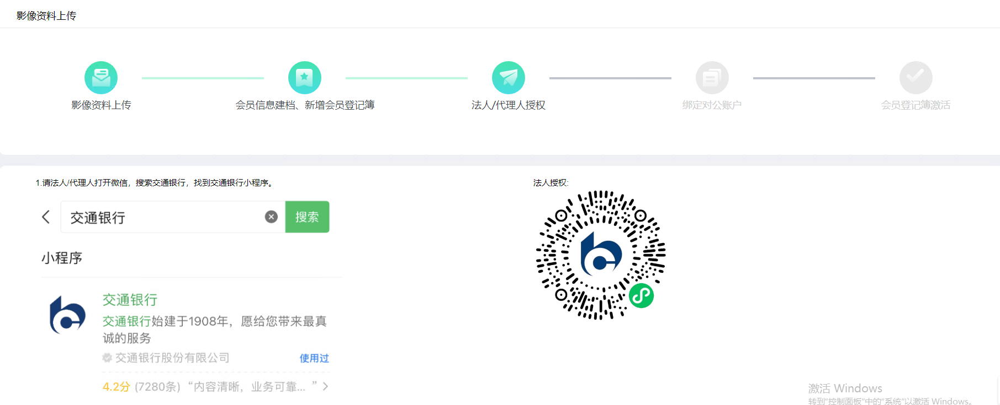 影像资料上传
影像资料上传
会员信息建档、新增会员登记簿
法人/代理人授权
绑定对公账户
会员登记簿激活
1.请法人/代理人打开微信，搜索交通银行，找到交通银行小程序。
法人授权:
交通银行
搜索
小程序
交通银行
交通银行始建于1908年，愿给您带来最真
诚的服务
交通银行股份有限公司
使用过
4.2分 (7280条) “内容清晰，业务可靠... ”
激活 Windows
转到“控制面板”中的“系统”以激活 Windows。